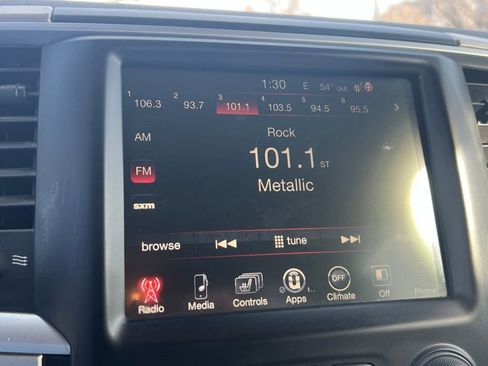 1:30 E 54° out
1 106.3 2 93.7 3 101.1 4 103.5 5 94.5 6 95.5
AM
Rock
FM
101.1 ST
Metallic
sxm
browse tune
OFF
Radio Media Controls Apps Climate Off Phone